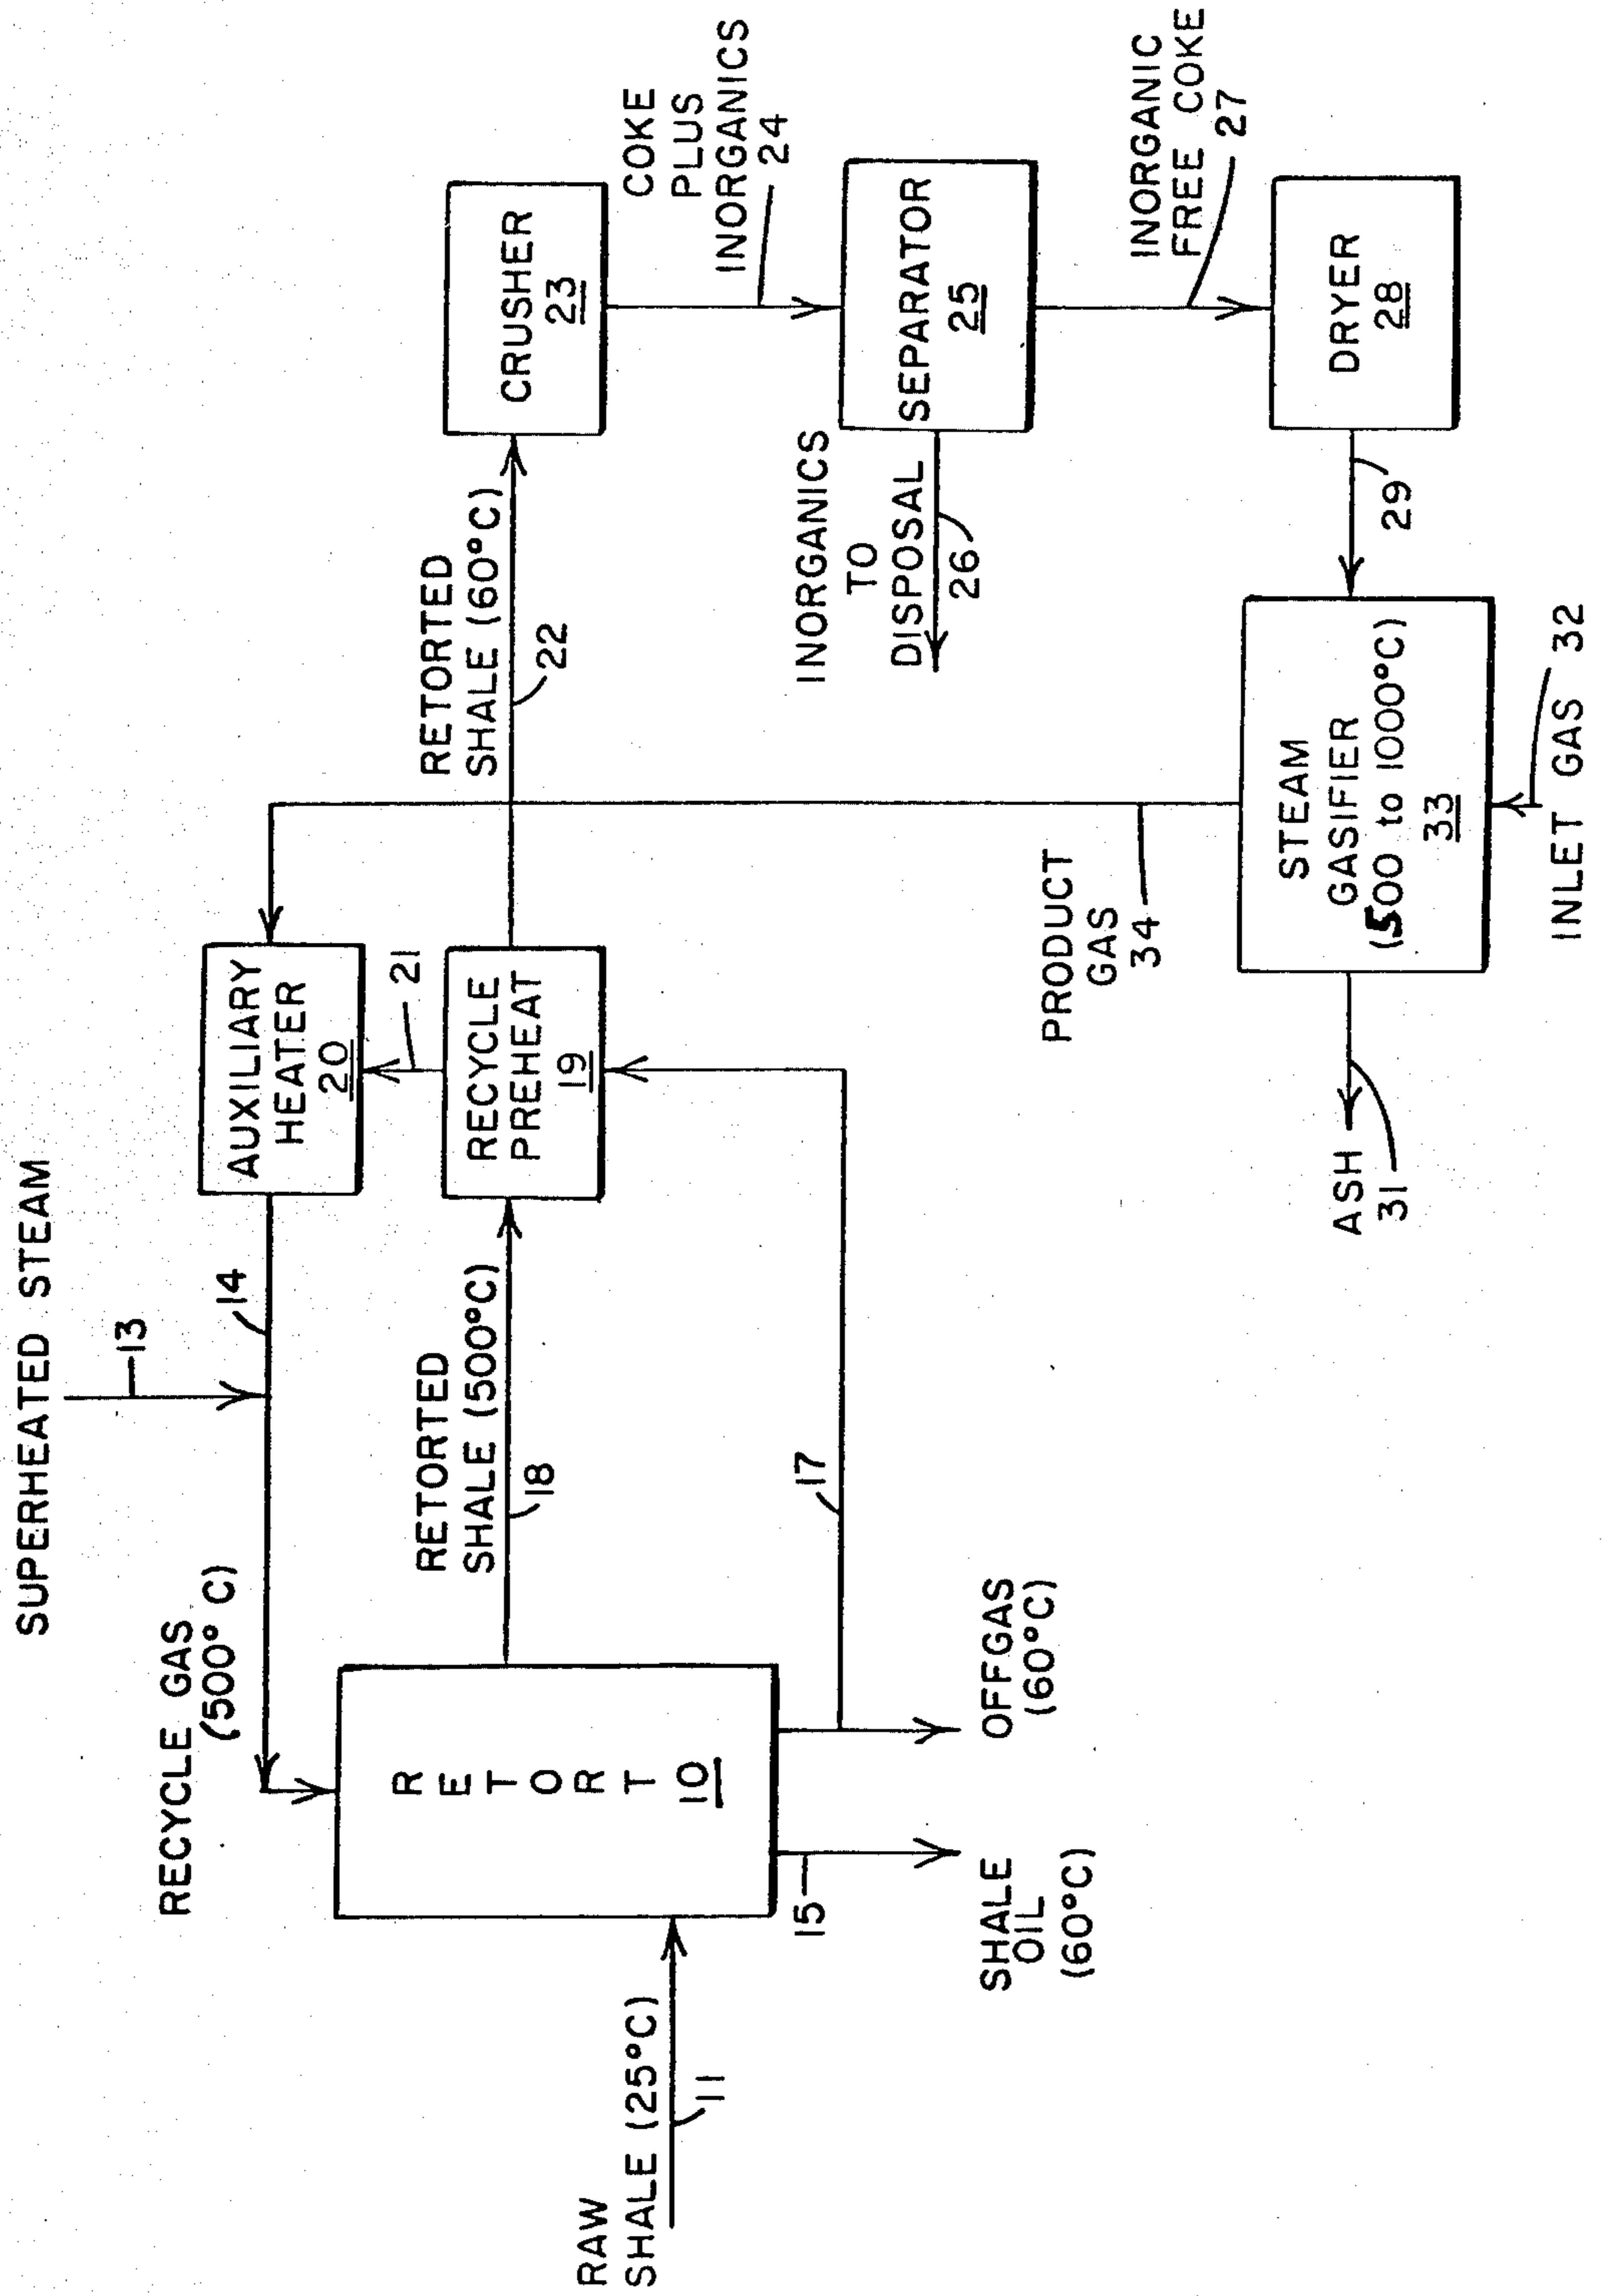 SUPERHEATED STEAM
13
RECYCLE GAS
(500° C)
14
AUXILIARY
HEATER
20
21
RAW
SHALE (25°C)
11
R
E
T
O
R
T
10
RETORTED
SHALE (500°C)
18
RECYCLE
PREHEAT
19
RETORTED
SHALE (60°C)
22
CRUSHER
23
COKE
PLUS
INORGANICS
24
15
SHALE
OIL
(60°C)
OFFGAS
(60°C)
17
INORGANICS
TO
DISPOSAL
26
SEPARATOR
25
INORGANIC
FREE COKE
27
PRODUCT
GAS
34
DRYER
28
29
STEAM
GASIFIER
(500 to 1000°C)
33
ASH
31
INLET GAS 32